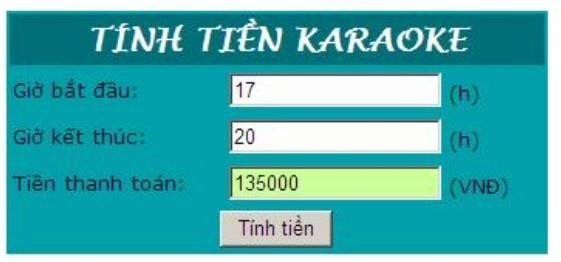 TÍNH TIỀN KARAOKE
Giờ bắt đầu: 17 (h)
Giờ kết thúc: 20 (h)
Tiền thanh toán: 135000 (VNĐ)
Tính tiền